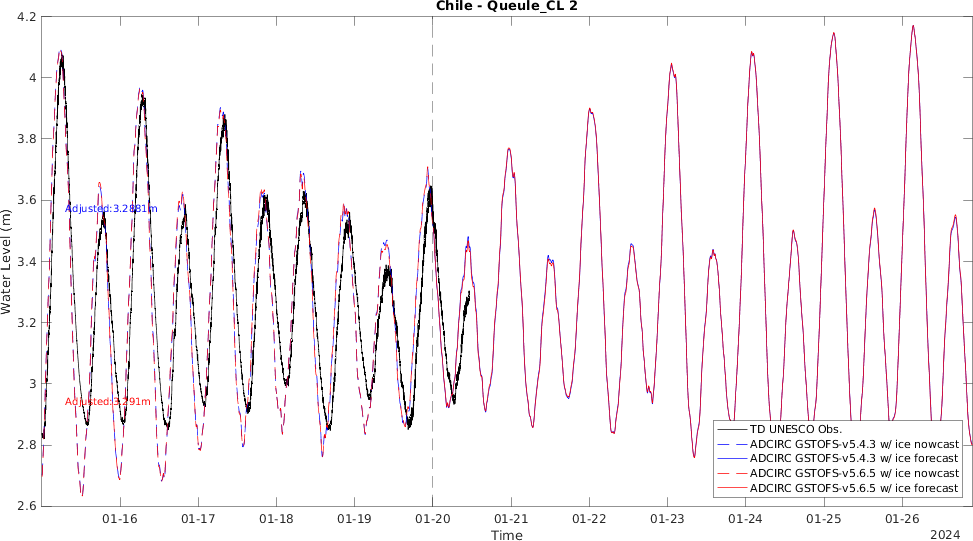 Chile - Queule_CL 2
4.2
4
3.8
3.6
3.4
3.2
3
2.8
2.6
Water Level (m)
Adjusted:3.2881m
Adjusted:3.291m
TD UNESCO Obs.
ADCIRC GSTOFS-v5.4.3 w/ ice nowcast
ADCIRC GSTOFS-v5.4.3 w/ ice forecast
ADCIRC GSTOFS-v5.6.5 w/ ice nowcast
ADCIRC GSTOFS-v5.6.5 w/ ice forecast
01-16 01-17 01-18 01-19 01-20 01-21 01-22 01-23 01-24 01-25 01-26
Time
2024